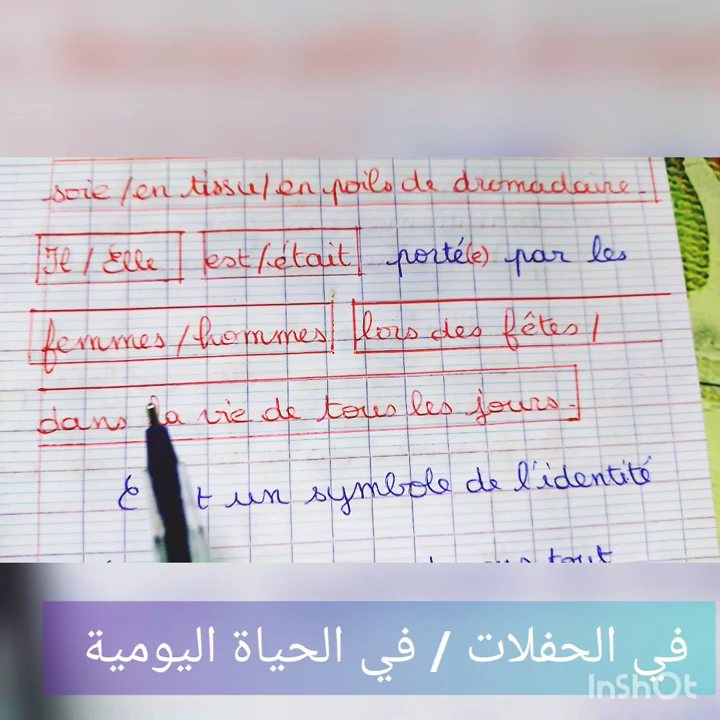 soie/en tissu/en poils de dromadaire.
Il / Elle est/était porté(e) par les
femmes/hommes lors des fêtes/
dans la vie de tous les jours.
un symbole de l'identité
tout
في الحفلات / في الحياة اليومية
InShOt